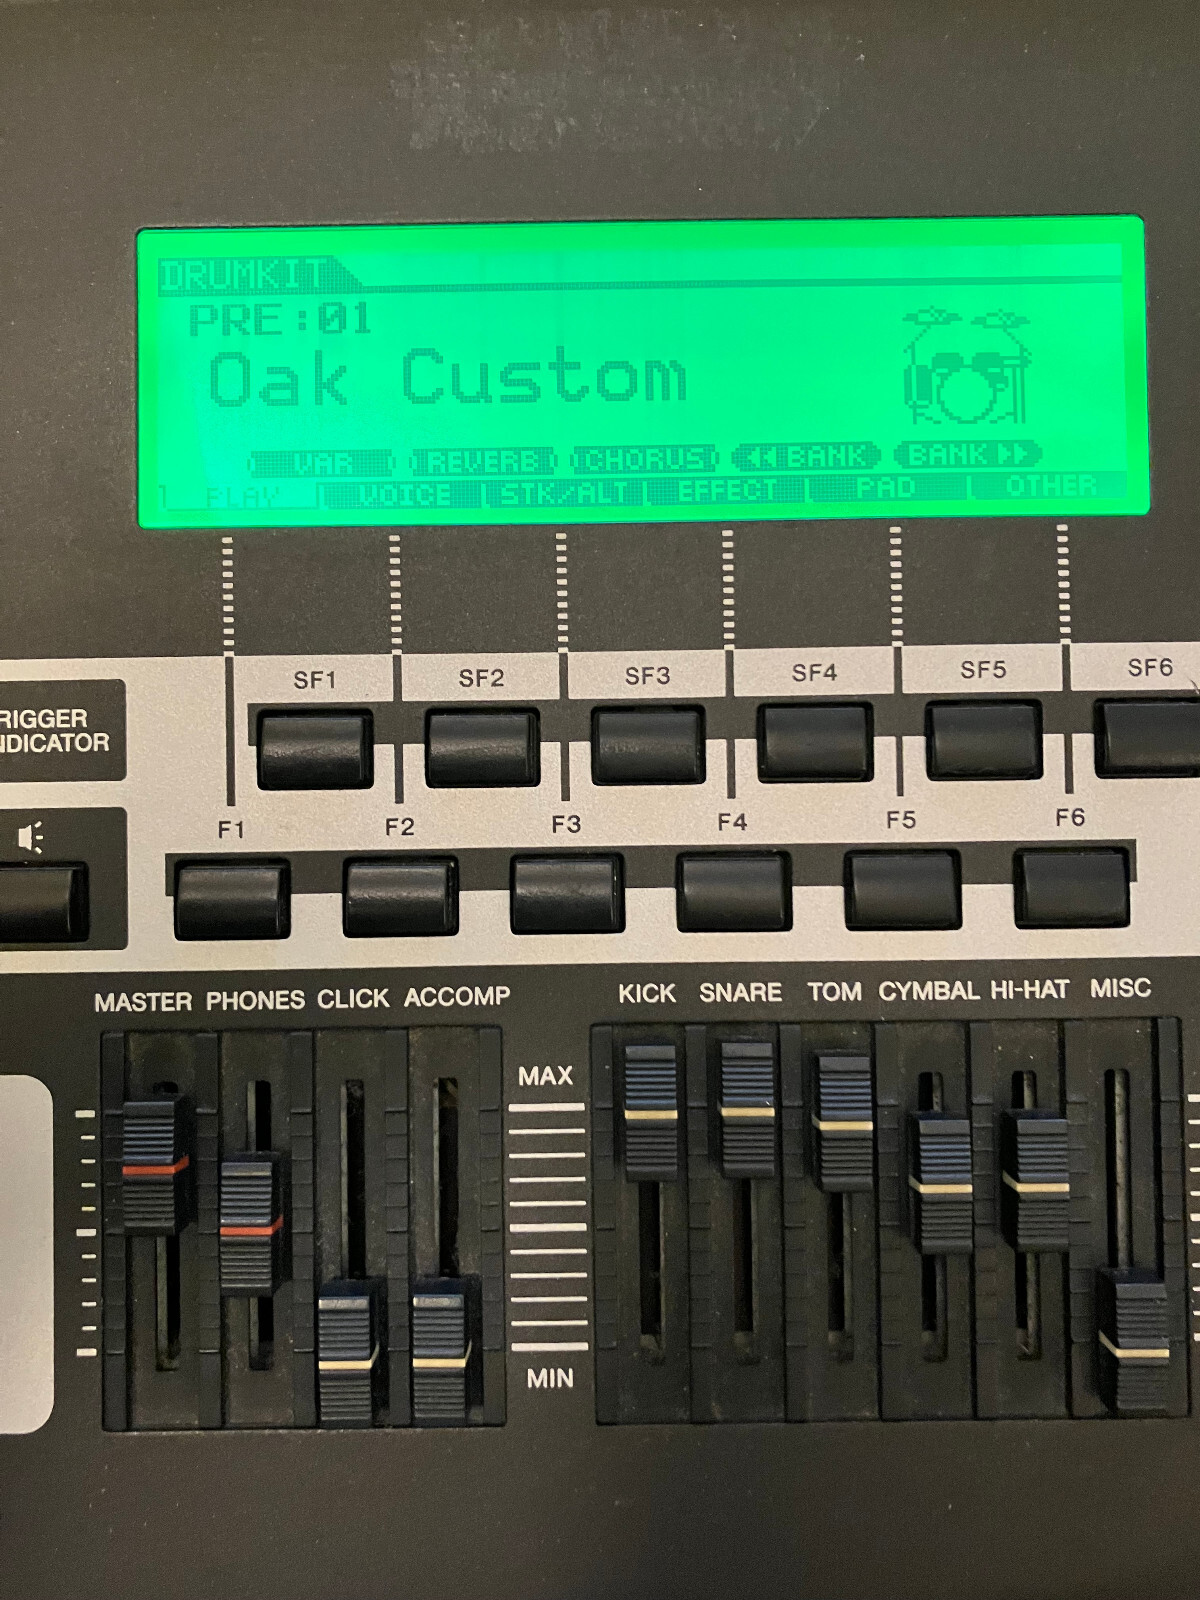 DRUMKIT
PRE:01
Oak Custom
VAR REVERB CHORUS BANK BANK
PLAY VOICE STK/ALT EFFECT PAD OTHER
SF1 SF2 SF3 SF4 SF5 SF6
RIGGER
NDICATOR
F1 F2 F3 F4 F5 F6
MASTER PHONES CLICK ACCOMP KICK SNARE TOM CYMBAL HI-HAT MISC
MAX
MIN